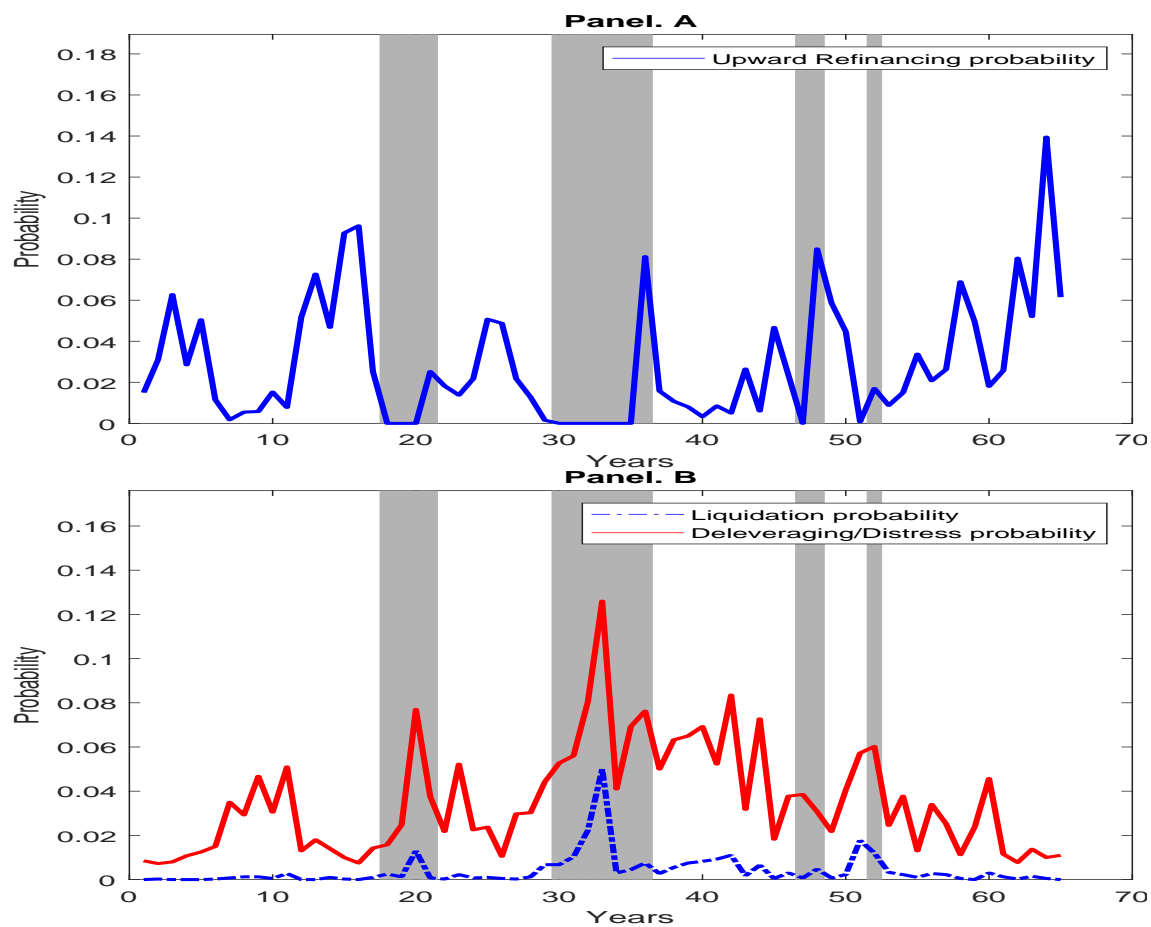 Panel. A
Upward Refinancing probability
0.18
0.16
0.14
0.12
0.1
0.08
0.06
0.04
0.02
0
Probability
0 10 20 30 40 50 60 70
Years
Panel. B
Liquidation probability
Deleveraging/Distress probability
0.16
0.14
0.12
0.1
0.08
0.06
0.04
0.02
0
Probability
0 10 20 30 40 50 60 70
Years